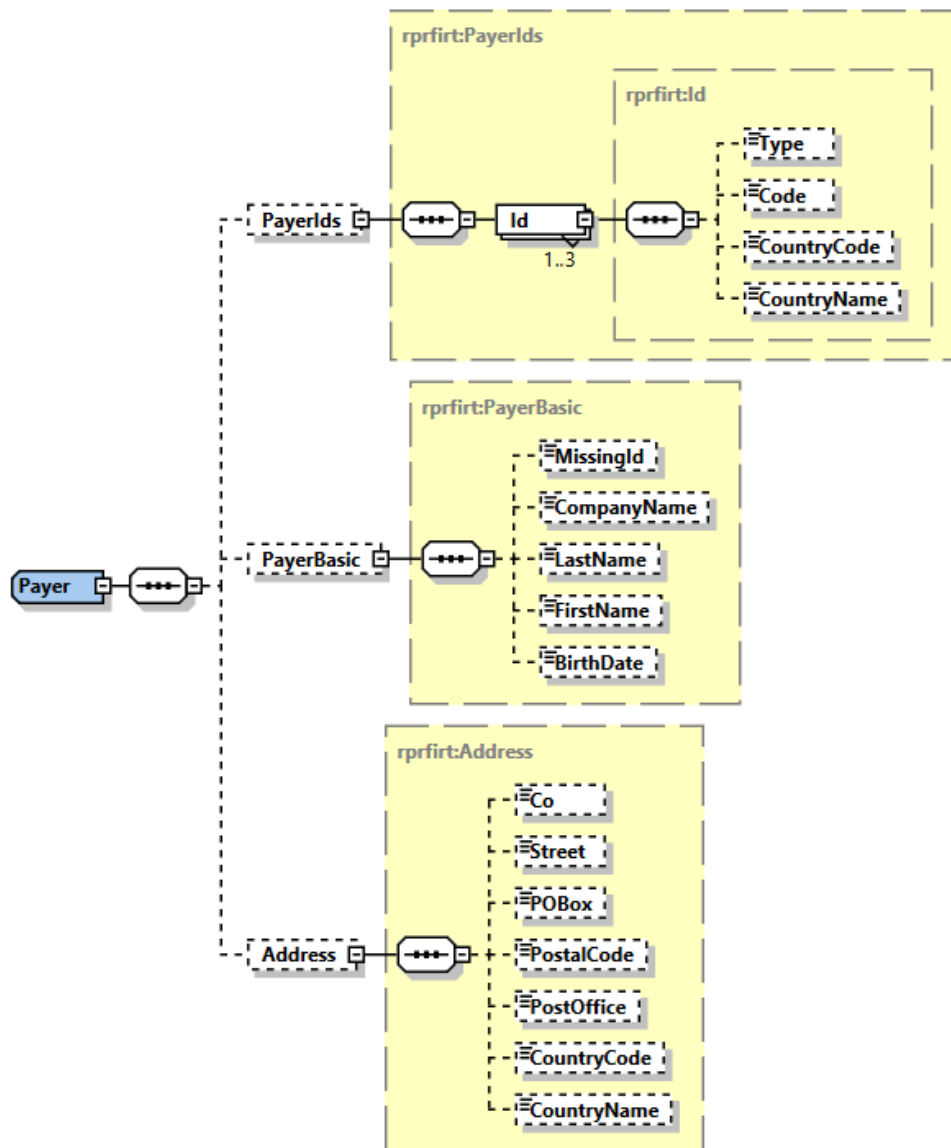 rprfirt:PayerIds
rprfirt:Id
Type
Code
PayerIds
Id
CountryCode
1..3
CountryName
rprfirt:PayerBasic
MissingId
CompanyName
PayerBasic
LastName
Payer
FirstName
BirthDate
rprfirt:Address
Co
Street
POBox
Address
PostalCode
PostOffice
CountryCode
CountryName